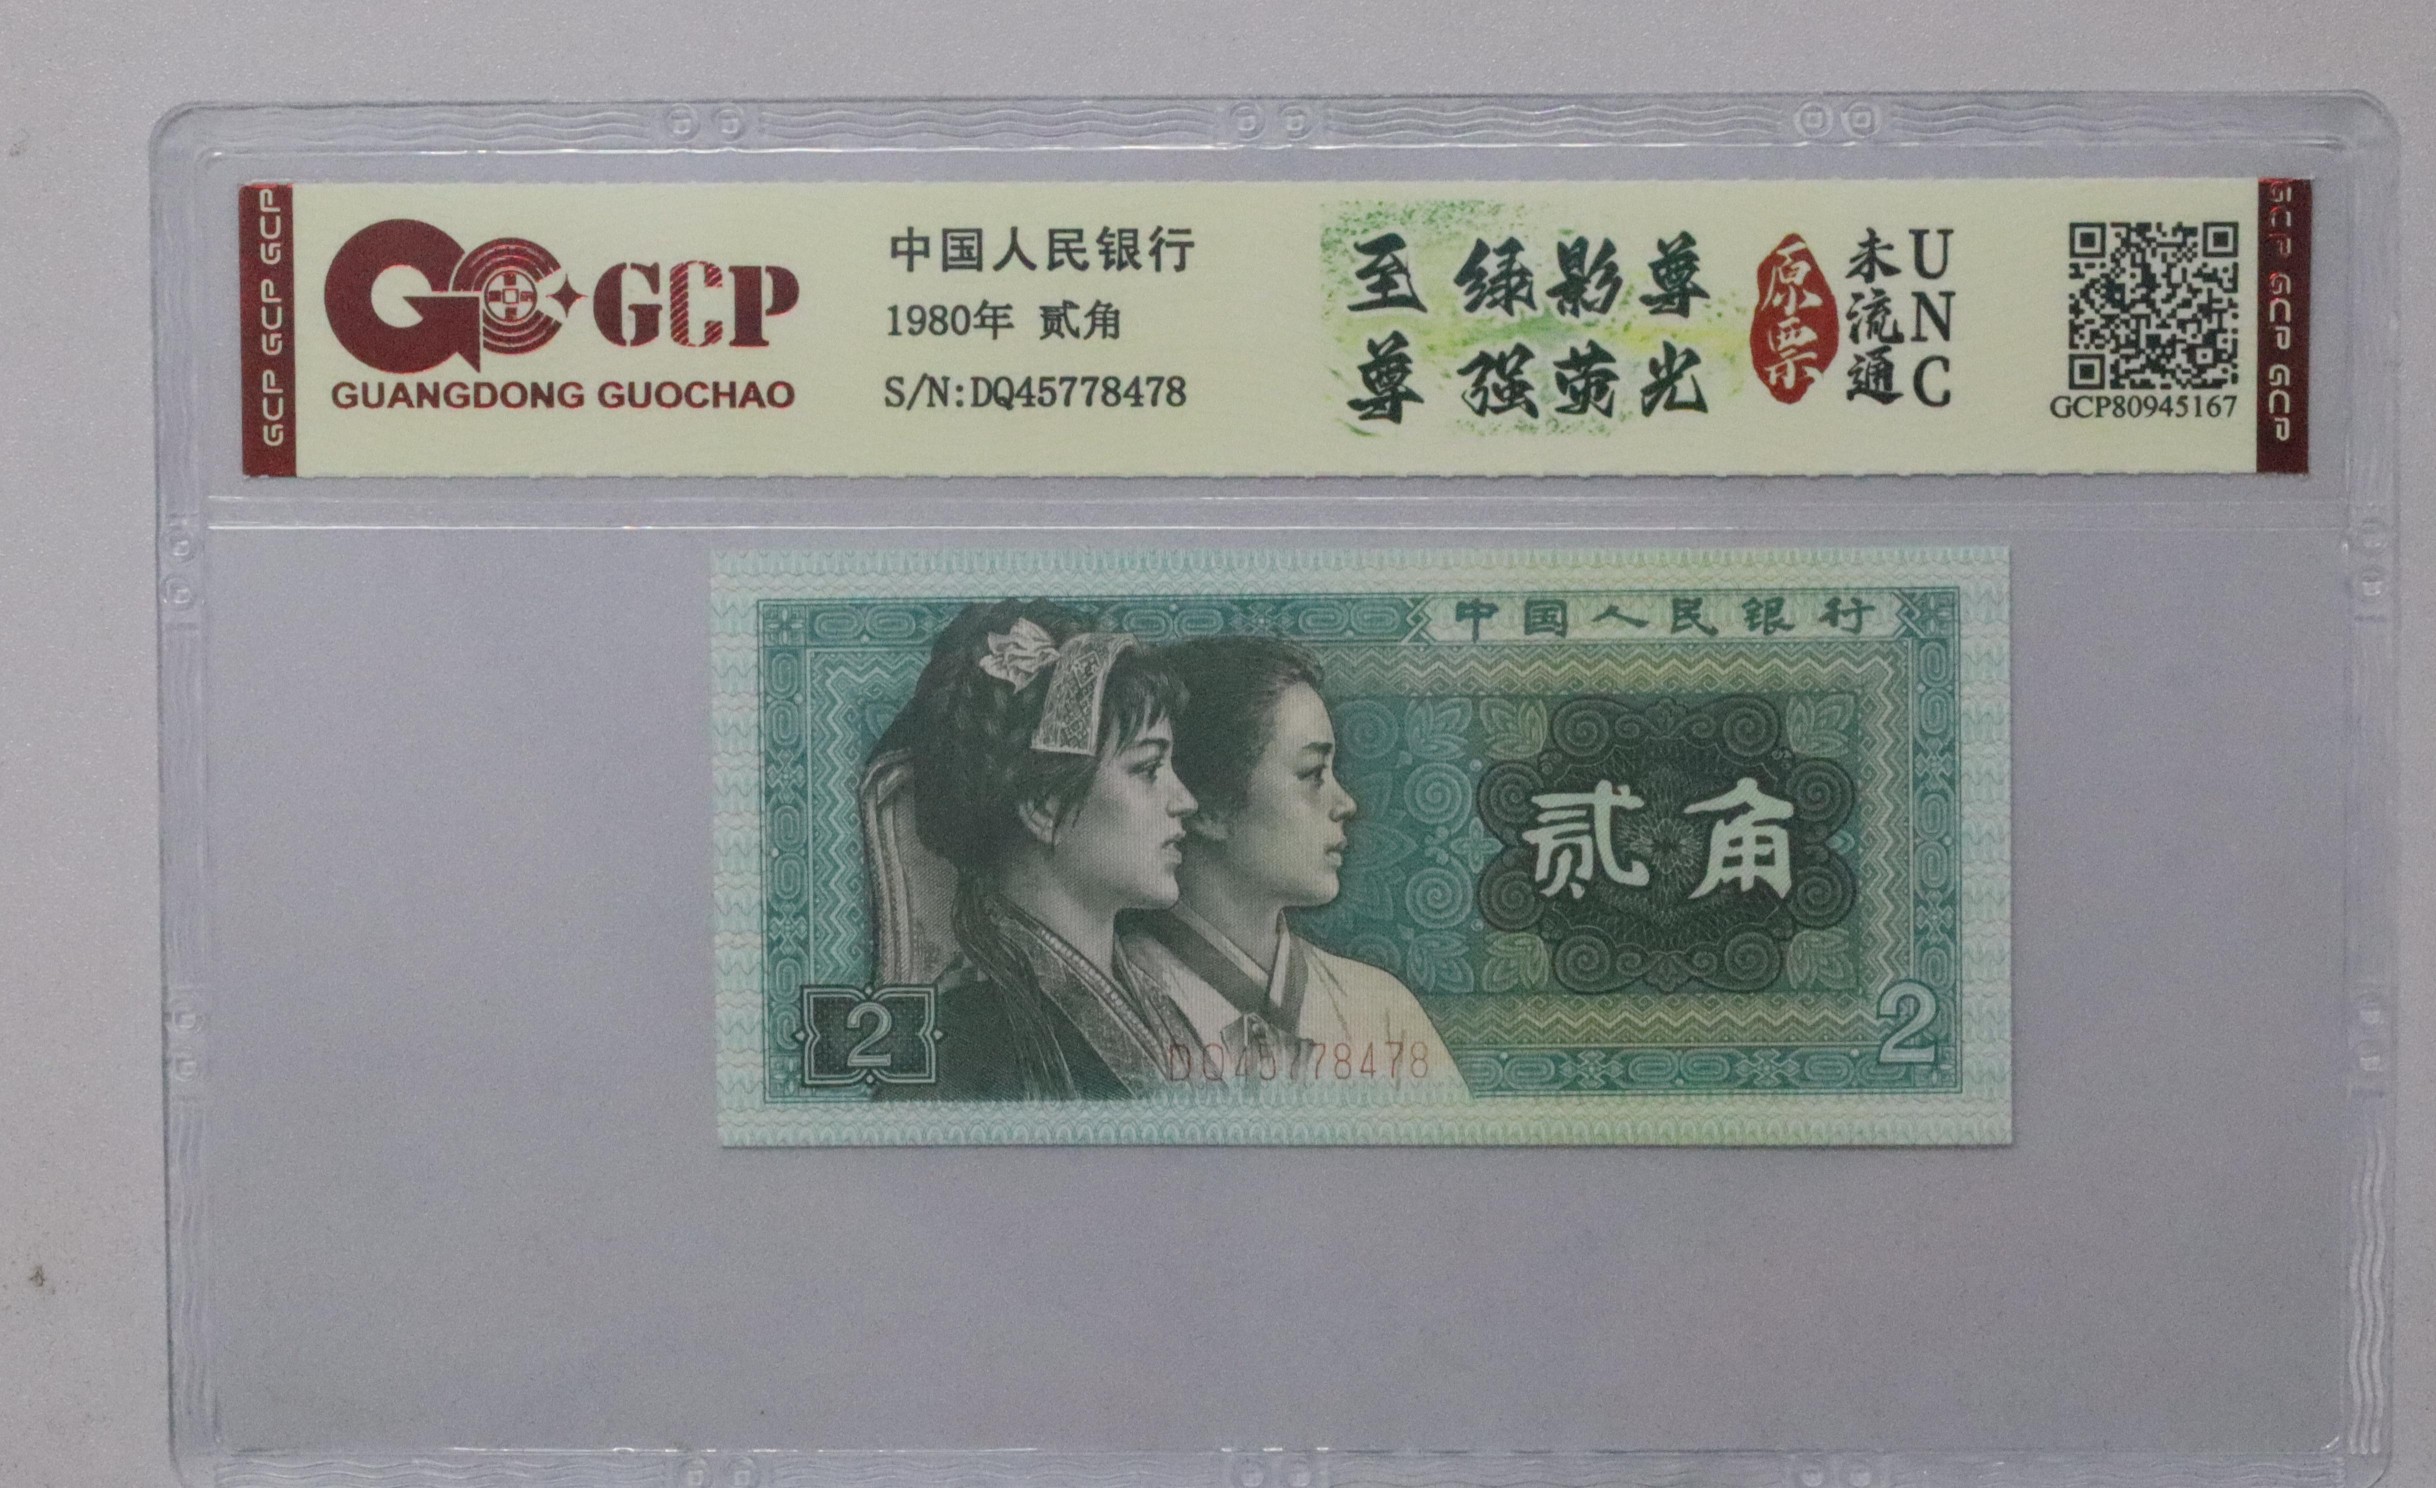 GCP GCP GCP
GCP
GUANGDONG GUOCHAO
中国人民银行
1980年 贰角
S/N:DQ45778478
至尊
绿影尊
强荧光
原票
未流通
UNC
GCP80945167
GCP GCP GCP
中国人民银行
贰角
2
2
DQ45778478